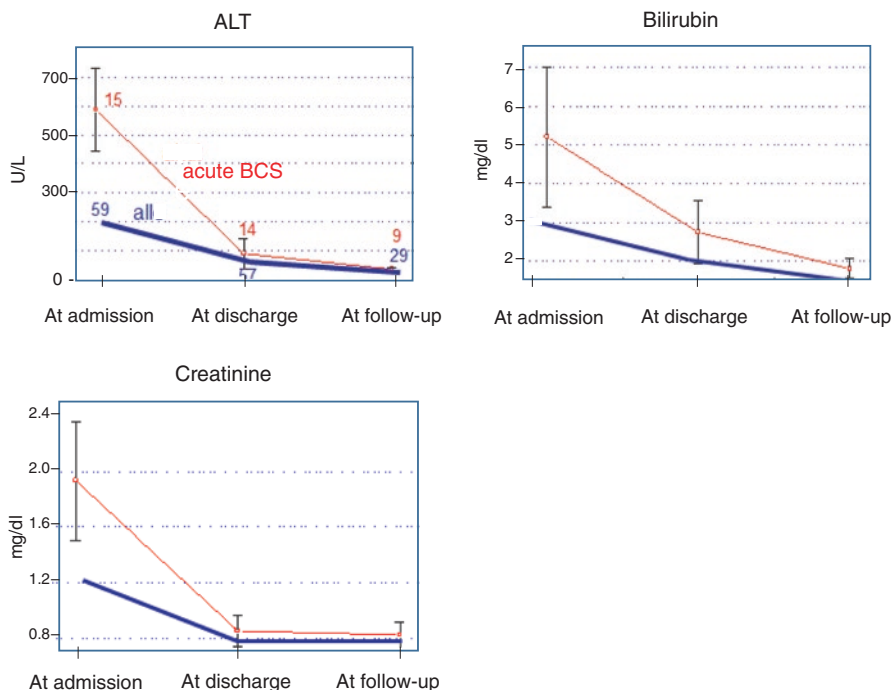 ALT
U/L
700
500
300
0
15
acute BCS
59
all
14
57
9
29
At admission
At discharge
At follow-up
Bilirubin
mg/dl
7
6
5
4
3
2
At admission
At discharge
At follow-up
Creatinine
mg/dl
2.4
2.0
1.6
1.2
0.8
At admission
At discharge
At follow-up